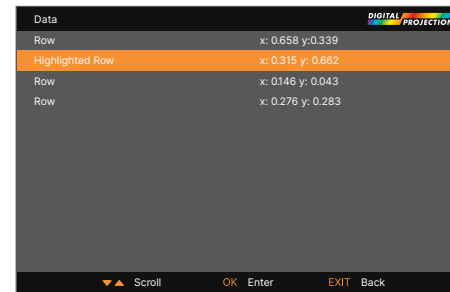 Data DIGITAL PROJECTION
Row x: 0.658 y:0.339
Highlighted Row x: 0.315 y: 0.662
Row x: 0.146 y: 0.043
Row x: 0.276 y: 0.283
Scroll OK Enter EXIT Back